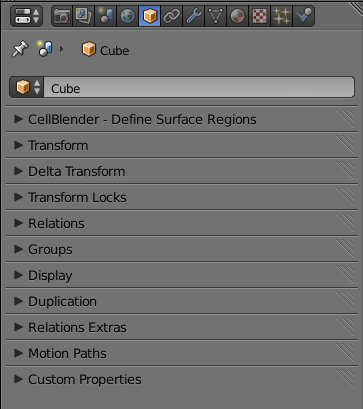 Cube
Cube
CellBlender - Define Surface Regions
Transform
Delta Transform
Transform Locks
Relations
Groups
Display
Duplication
Relations Extras
Motion Paths
Custom Properties